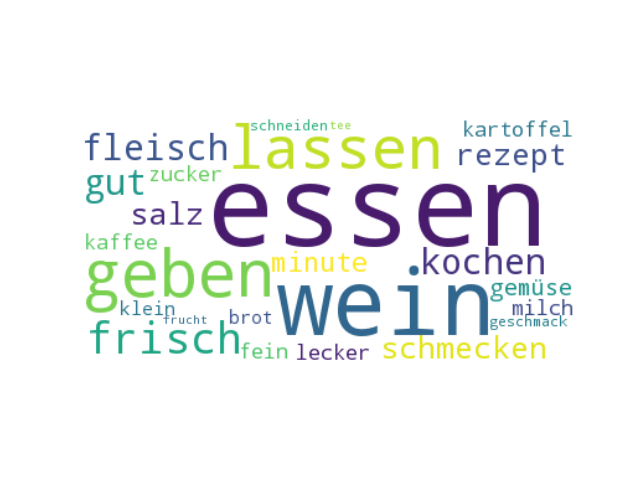 schneiden tee
fleisch lassen kartoffel
rezept
gut zucker
salz essen
kaffee
geben minute kochen
wein gemüse
klein milch
frucht brot geschmack
frisch
fein lecker schmecken